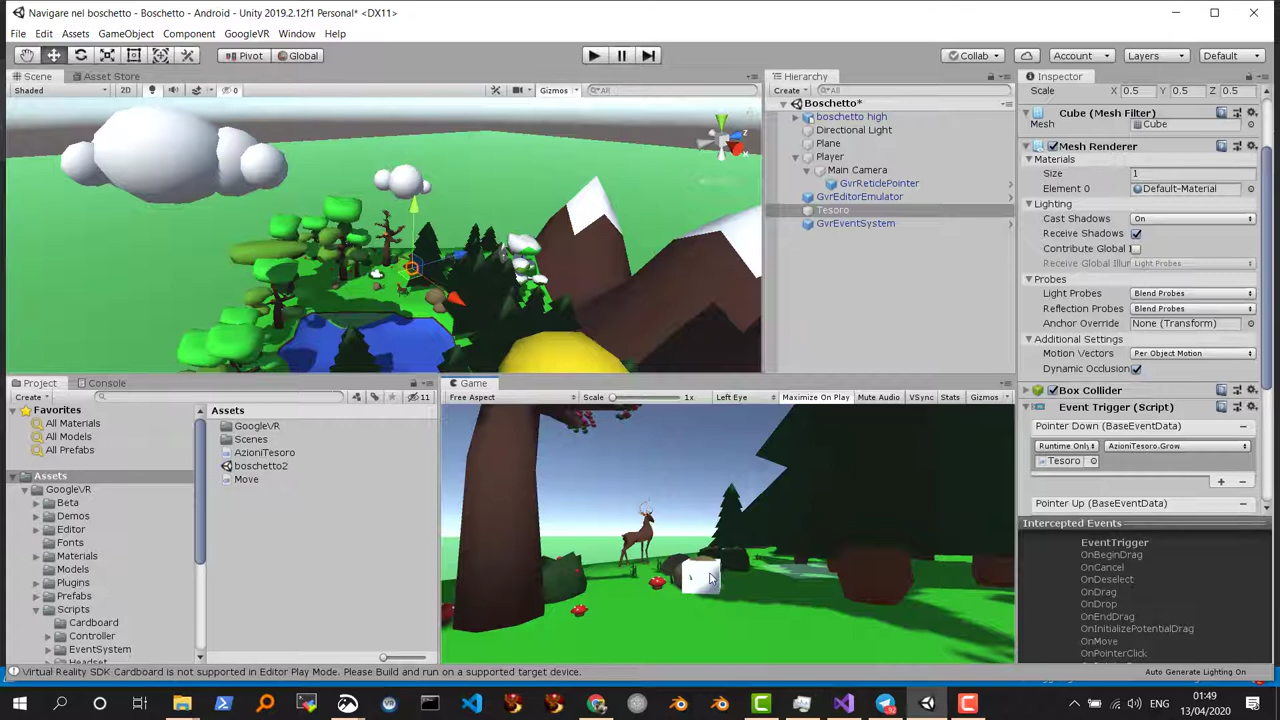 Navigare nel boschetto - Boschetto - Android - Unity 2019.2.12f1 Personal* <DX11>
File Edit Assets GameObject Component GoogleVR Window Help
Pivot Global Collab Account Layers Default
Scene Asset Store
Shaded 2D 0 Gizmos All
z
x
Hierarchy
Create All
Boschetto*
boschetto high
Directional Light
Plane
Player
Main Camera
GvrReticlePointer
GvrEditorEmulator
Tesoro
GvrEventSystem
Inspector
Scale X 0.5 Y 0.5 Z 0.5
Cube (Mesh Filter)
Mesh Cube
Mesh Renderer
Materials
Size 1
Element 0 Default-Material
Lighting
Cast Shadows On
Receive Shadows
Contribute Global I
Receive Global Illur Light Probes
Probes
Light Probes Blend Probes
Reflection Probes Blend Probes
Anchor Override None (Transform)
Additional Settings
Motion Vectors Per Object Motion
Dynamic Occlusion
Box Collider
Event Trigger (Script)
Pointer Down (BaseEventData)
Runtime Only AzioniTesoro.Grow
Tesoro
Pointer Up (BaseEventData)
Intercepted Events
EventTrigger
OnBeginDrag
OnCancel
OnDeselect
OnDrag
OnDrop
OnEndDrag
OnInitializePotentialDrag
OnMove
OnPointerClick
Project Console
Create 11
Favorites
All Materials
All Models
All Prefabs
Assets
GoogleVR
Beta
Demos
Editor
Fonts
Materials
Models
Plugins
Prefabs
Scripts
Cardboard
Controller
EventSystem
Headset
Assets
GoogleVR
Scenes
AzioniTesoro
boschetto2
Move
Game
Free Aspect Scale 1x Left Eye Maximize On Play Mute Audio VSync Stats Gizmos
Virtual Reality SDK Cardboard is not supported in Editor Play Mode. Please Build and run on a supported target device.
Auto Generate Lighting On
92
ENG
01:49
13/04/2020